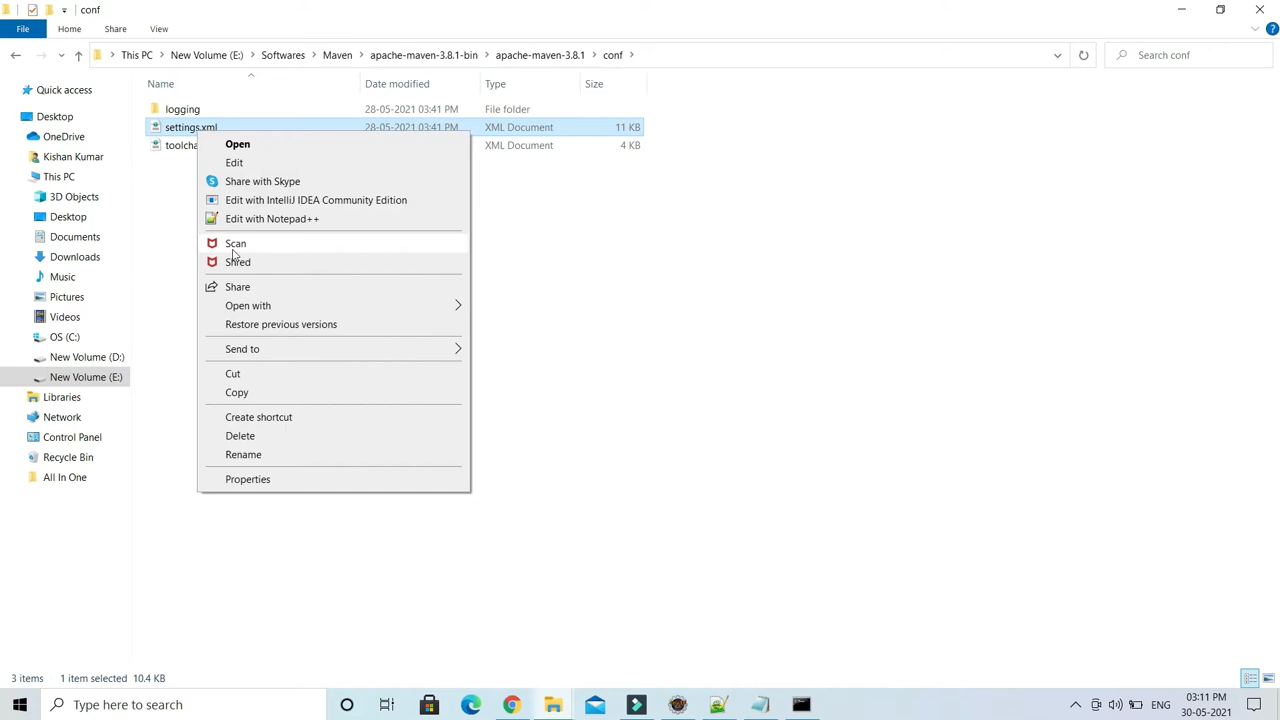 conf
File
Home
Share
View
This PC
New Volume (E:)
Softwares
Maven
apache-maven-3.8.1-bin
apache-maven-3.8.1
conf
Search conf
Name
Date modified
Type
Size
Quick access
Desktop
OneDrive
Kishan Kumar
This PC
3D Objects
Desktop
Documents
Downloads
Music
Pictures
Videos
OS (C:)
New Volume (D:)
New Volume (E:)
Libraries
Network
Control Panel
Recycle Bin
All In One
logging 28-05-2021 03:41 PM File folder
settings.xml 28-05-2021 03:41 PM XML Document 11 KB
toolcha XML Document 4 KB
Open
Edit
Share with Skype
Edit with IntelliJ IDEA Community Edition
Edit with Notepad++
Scan
Shred
Share
Open with
Restore previous versions
Send to
Cut
Copy
Create shortcut
Delete
Rename
Properties
3 items 1 item selected 10.4 KB
Type here to search
ENG
03:11 PM
30-05-2021